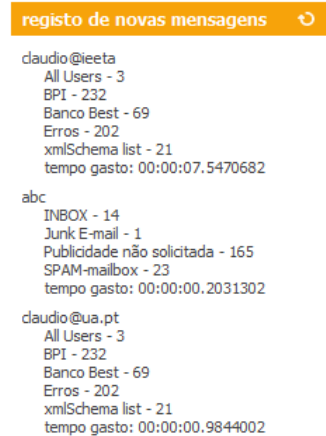 registo de novas mensagens
claudio@ieeta
All Users - 3
BPI - 232
Banco Best - 69
Erros - 202
xmlSchema list - 21
tempo gasto: 00:00:07.5470682
abc
INBOX - 14
Junk E-mail - 1
Publicidade não solicitada - 165
SPAM-mailbox - 23
tempo gasto: 00:00:00.2031302
claudio@ua.pt
All Users - 3
BPI - 232
Banco Best - 69
Erros - 202
xmlSchema list - 21
tempo gasto: 00:00:00.9844002